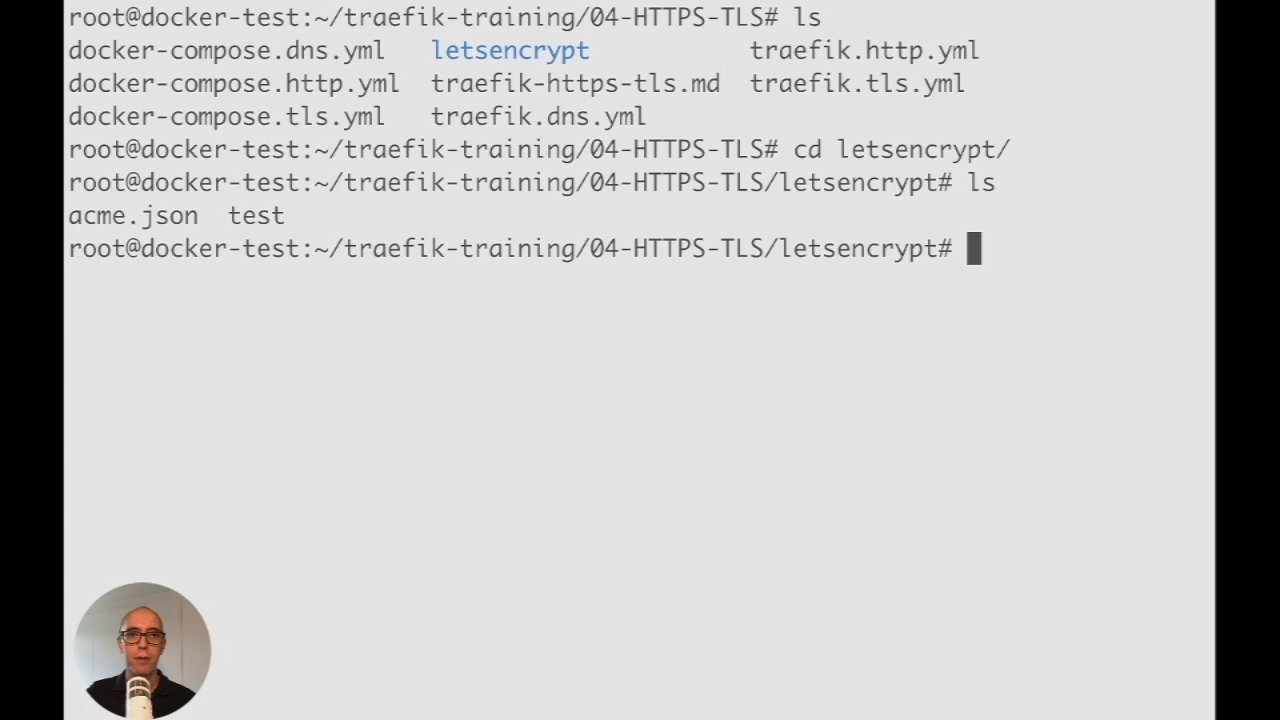 root@docker-test:~/traefik-training/04-HTTPS-TLS# ls
docker-compose.dns.yml letsencrypt traefik.http.yml
docker-compose.http.yml traefik-https-tls.md traefik.tls.yml
docker-compose.tls.yml traefik.dns.yml
root@docker-test:~/traefik-training/04-HTTPS-TLS# cd letsencrypt/
root@docker-test:~/traefik-training/04-HTTPS-TLS/letsencrypt# ls
acme.json test
root@docker-test:~/traefik-training/04-HTTPS-TLS/letsencrypt#